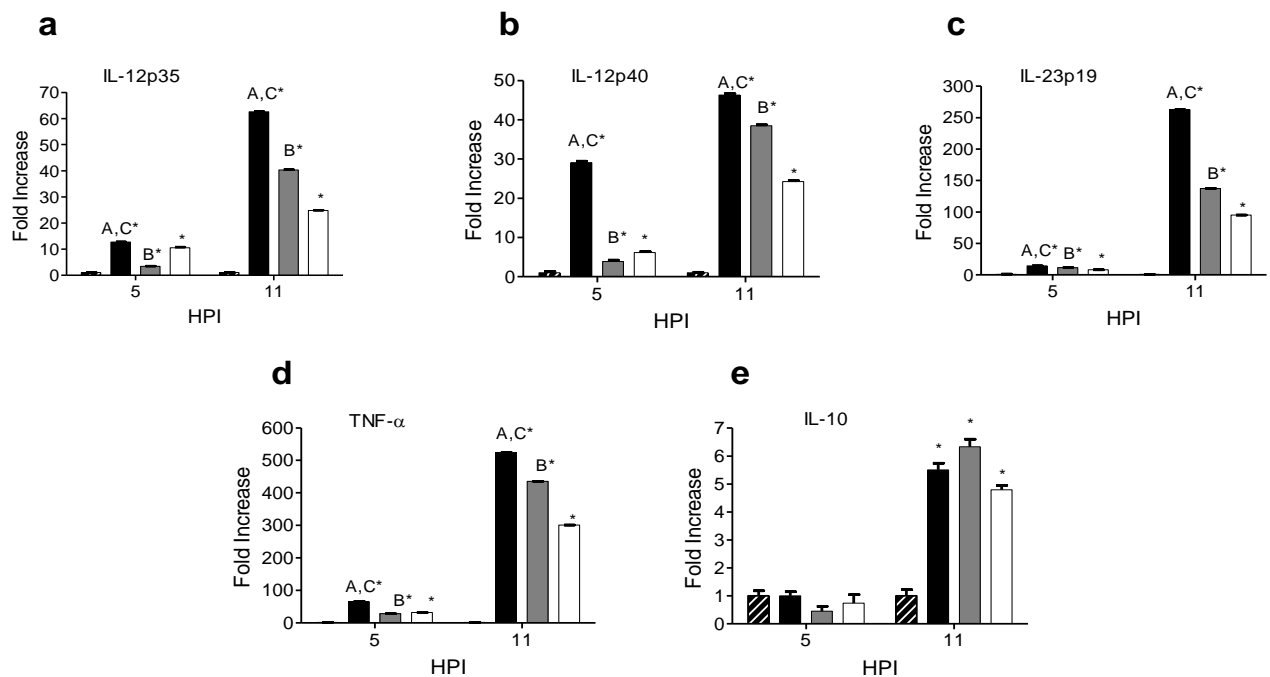 a
IL-12p35
Fold Increase
70
60
50
40
30
20
10
0
A,C*
B*
*
A,C*
B*
*
5
11
HPI
b
IL-12p40
Fold Increase
50
40
30
20
10
0
A,C*
B*
*
A,C*
B*
*
5
11
HPI
c
IL-23p19
Fold Increase
300
250
200
150
100
50
0
A,C*
B*
*
A,C*
B*
*
5
11
HPI
d
TNF-α
Fold Increase
600
500
400
300
200
100
0
A,C*
B*
*
A,C*
B*
*
5
11
HPI
e
IL-10
Fold Increase
7
6
5
4
3
2
1
0
*
*
*
5
11
HPI